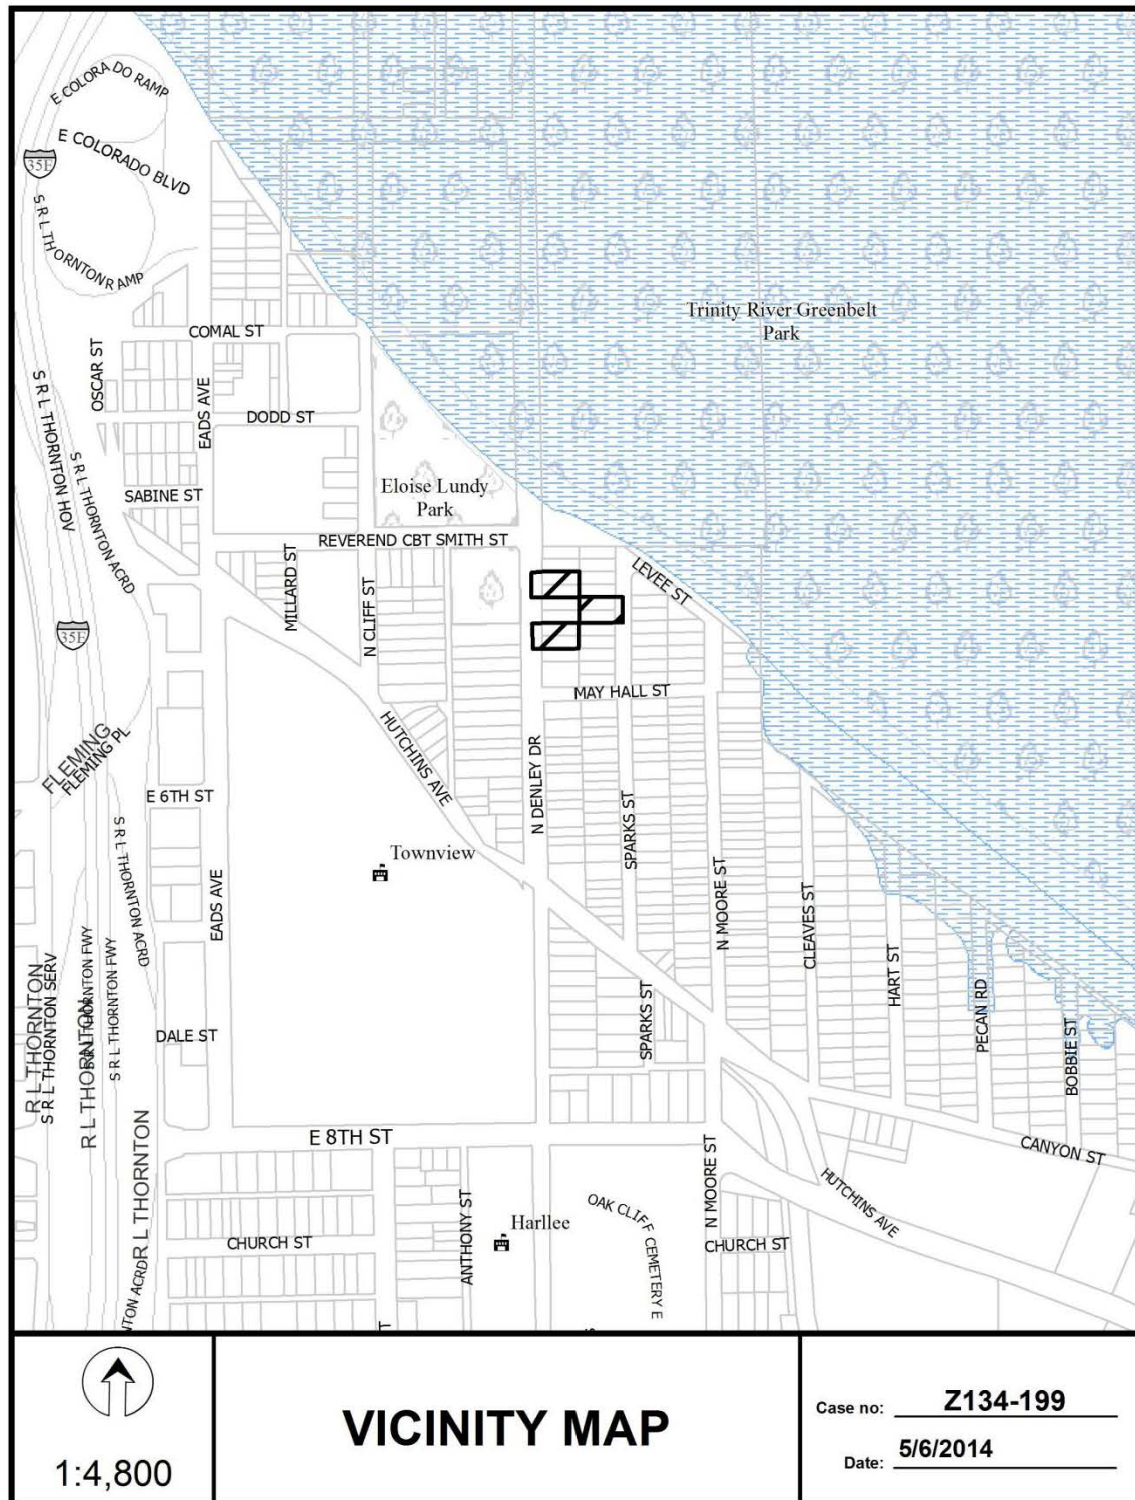 E COLORADO RAMP
E COLORADO BLVD
35E
S R L THORNTON RAMP
Trinity River Greenbelt
Park
COMAL ST
OSCAR ST
EADS AVE
DODD ST
S R L THORNTON HOV
S R L THORNTON ACRD
Eloise Lundy
Park
SABINE ST
REVEREND CBT SMITH ST
MILLARD ST
N CLIFF ST
LEVEE ST
35E
MAY HALL ST
HUTCHINS AVE
FLEMING
FLEMING PL
N DENLEY DR
E 6TH ST
SPARKS ST
S R L THORNTON ACRD
Townview
N MOORE ST
EADS AVE
CLEAVES ST
HART ST
R L THORNTON
S R L THORNTON SERV
R L THORNTON
S R L THORNTON FWY
SPARKS ST
PECAN RD
BOBBIE ST
DALE ST
E 8TH ST
R L THORNTON
CANYON ST
N MOORE ST
HUTCHINS AVE
ANTHONY ST
OAK CLIFF CEMETERY E
Harllee
CHURCH ST
CHURCH ST
NTON ACRD
T
1:4,800
VICINITY MAP
Case no: Z134-199
Date: 5/6/2014